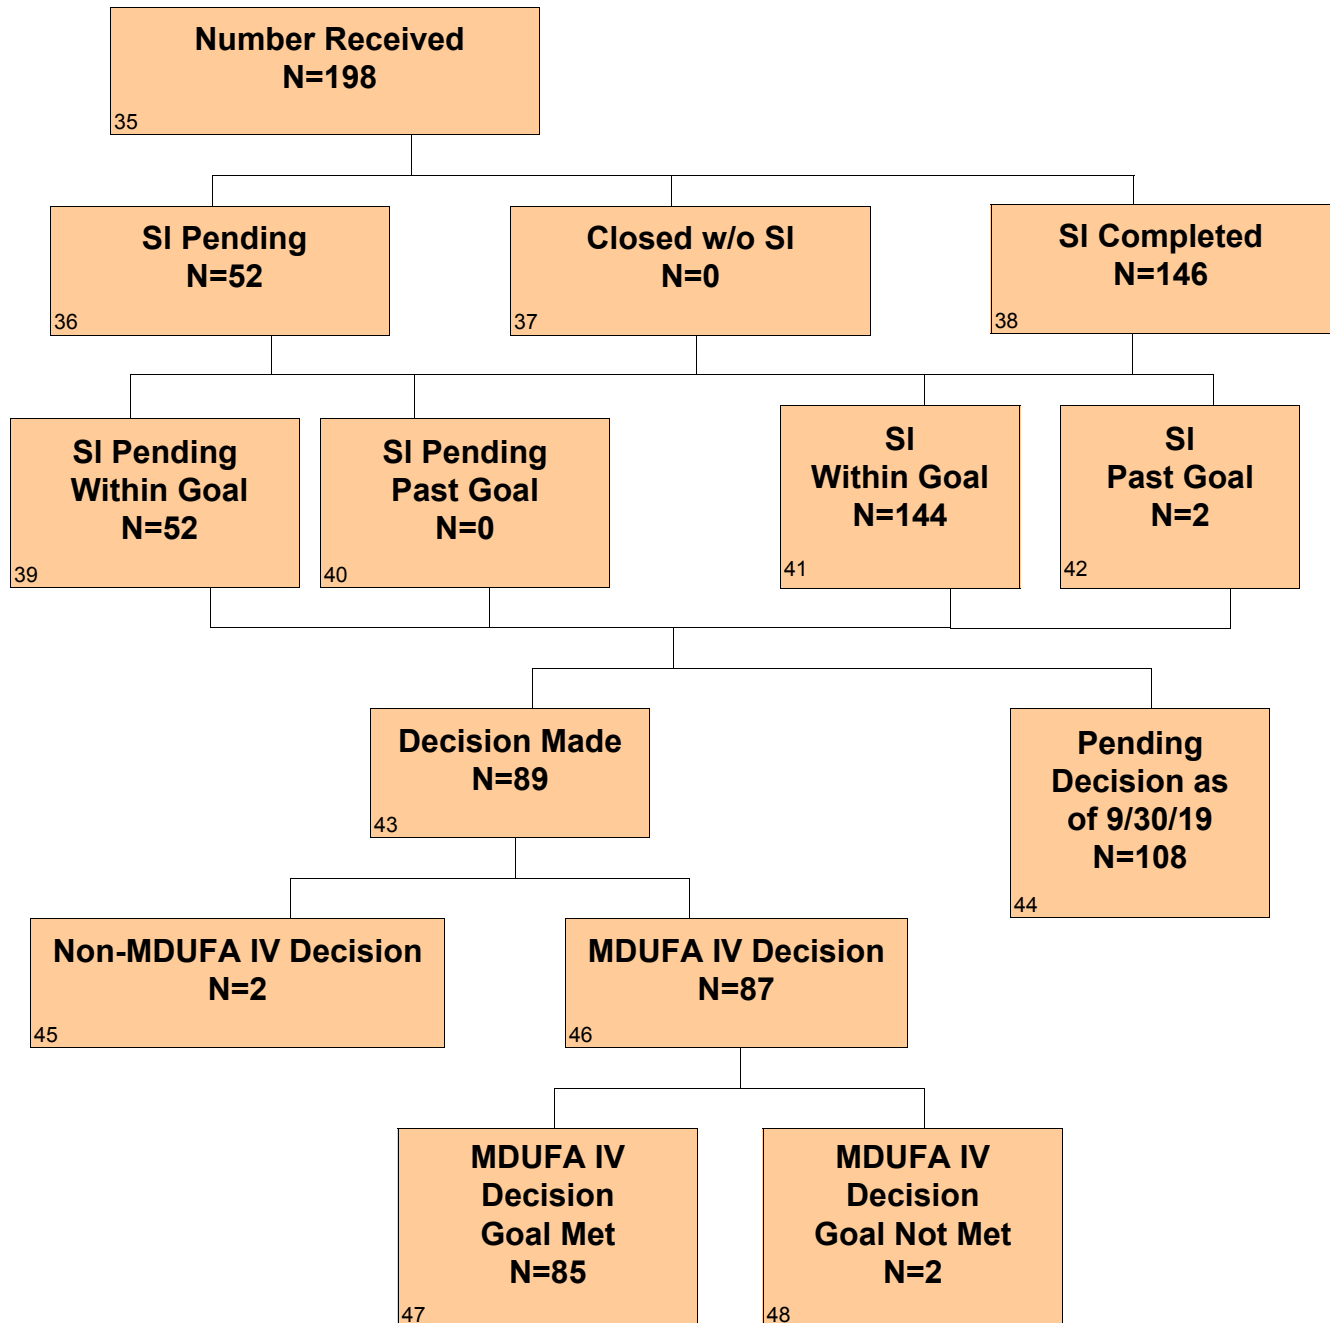 Number Received
N=198
35
SI Pending
N=52
36
Closed w/o SI
N=0
37
SI Completed
N=146
38
SI Pending
Within Goal
N=52
39
SI Pending
Past Goal
N=0
40
SI
Within Goal
N=144
41
SI
Past Goal
N=2
42
Decision Made
N=89
43
Pending
Decision as
of 9/30/19
N=108
44
Non-MDUFA IV Decision
N=2
45
MDUFA IV Decision
N=87
46
MDUFA IV
Decision
Goal Met
N=85
47
MDUFA IV
Decision
Goal Not Met
N=2
48